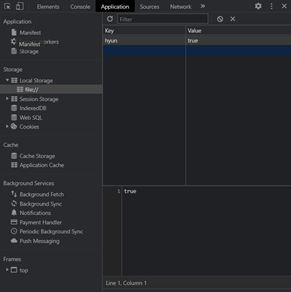 Elements Console Application Sources Network »
Application
Manifest
Manifest workers
Storage
Filter
Key Value
hyun true
Storage
Local Storage
file://
Session Storage
IndexedDB
Web SQL
Cookies
Cache
Cache Storage
Application Cache
Background Services
Background Fetch
Background Sync
Notifications
Payment Handler
Periodic Background Sync
Push Messaging
Frames
top
1 true
Line 1, Column 1